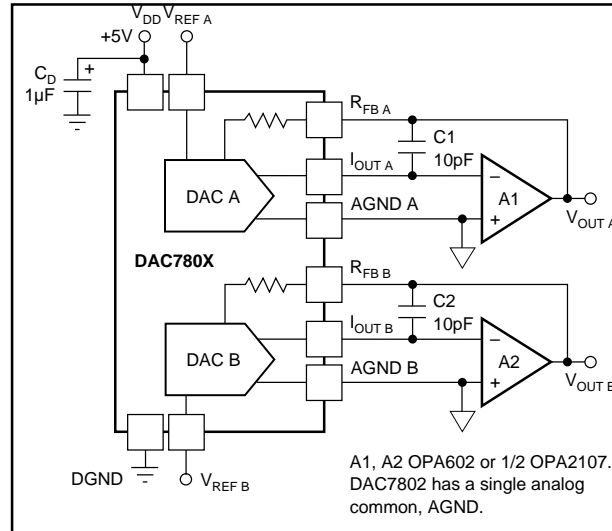 V_DD V_REF A
+5V
C_D
+
1µF
R_FB A
C1
10pF
I_OUT A
–
DAC A
A1
AGND A
+
V_OUT A
DAC780X
R_FB B
C2
10pF
I_OUT B
–
DAC B
A2
AGND B
+
V_OUT B
DGND
V_REF B
A1, A2 OPA602 or 1/2 OPA2107.
DAC7802 has a single analog
common, AGND.